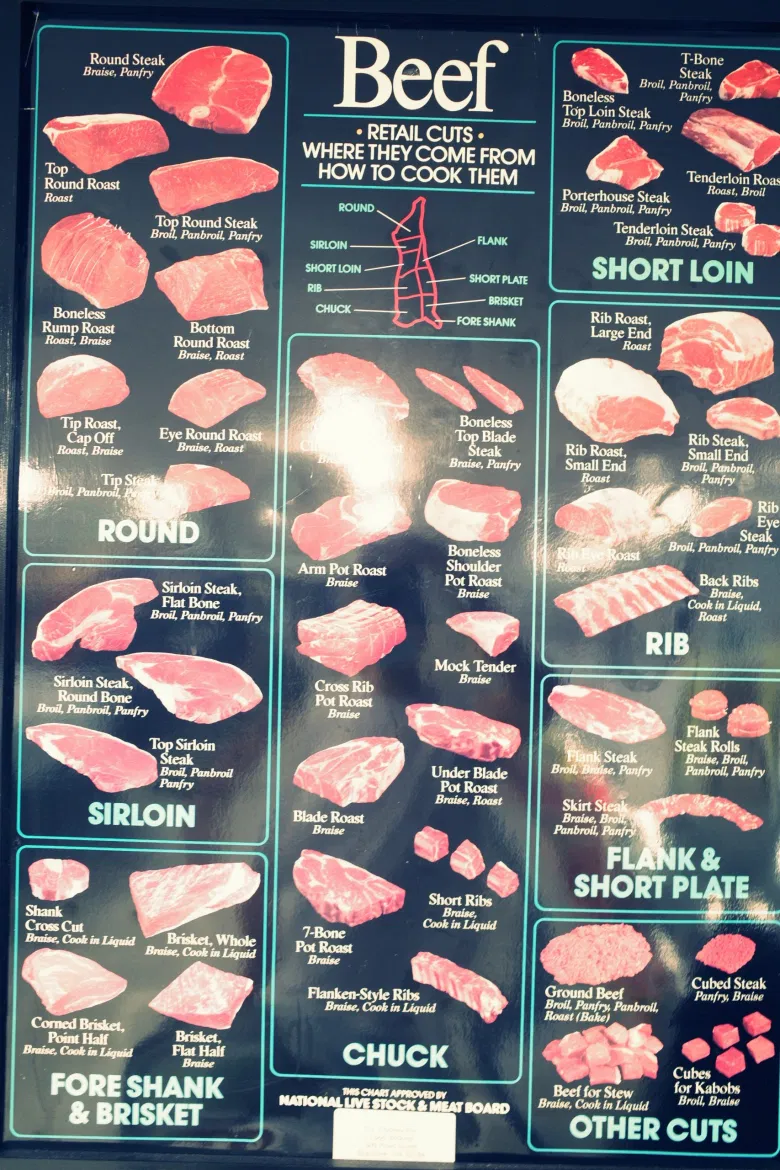 Beef
• RETAIL CUTS •
WHERE THEY COME FROM
HOW TO COOK THEM
ROUND
SIRLOIN
SHORT LOIN
RIB
CHUCK
FLANK
SHORT PLATE
BRISKET
FORE SHANK
Round Steak
Braise, Panfry
Top
Round Roast
Roast
Top Round Steak
Broil, Panbroil, Panfry
Boneless
Rump Roast
Roast, Braise
Bottom
Round Roast
Braise, Roast
Tip Roast,
Cap Off
Roast, Braise
Eye Round Roast
Braise, Roast
Tip Steak
Broil, Panbroil,
ROUND
Sirloin Steak,
Flat Bone
Broil, Panbroil, Panfry
Sirloin Steak,
Round Bone
Broil, Panbroil, Panfry
Top Sirloin
Steak
Broil, Panbroil
Panfry
SIRLOIN
Shank
Cross Cut
Braise, Cook in Liquid
Brisket, Whole
Braise, Cook in Liquid
Corned Brisket,
Point Half
Braise, Cook in Liquid
Brisket,
Flat Half
Braise
FORE SHANK
& BRISKET
Boneless
Top Blade
Steak
Braise, Panfry
Arm Pot Roast
Braise
Boneless
Shoulder
Pot Roast
Braise
Cross Rib
Pot Roast
Braise
Mock Tender
Braise
Blade Roast
Braise
Under Blade
Pot Roast
Braise, Roast
7-Bone
Pot Roast
Braise
Short Ribs
Braise,
Cook in Liquid
Flanken-Style Ribs
Braise, Cook in Liquid
CHUCK
THIS CHART APPROVED BY
NATIONAL LIVE STOCK & MEAT BOARD
Boneless
Top Loin Steak
Broil, Panbroil, Panfry
T-Bone
Steak
Broil, Panbroil,
Panfry
Tenderloin Roas
Roast, Broil
Porterhouse Steak
Broil, Panbroil, Panfry
Tenderloin Steak
Broil, Panbroil, Panfry
SHORT LOIN
Rib Roast,
Large End
Roast
Rib Roast,
Small End
Roast
Rib Steak,
Small End
Broil, Panbroil,
Panfry
Rib Eye Roast
Roast
Rib
Eye
Steak
Broil, Panbroil, Panfry
Back Ribs
Braise,
Cook in Liquid,
Roast
RIB
Flank Steak
Broil, Braise, Panfry
Flank
Steak Rolls
Braise, Broil,
Panbroil, Panfry
Skirt Steak
Braise, Broil,
Panbroil, Panfry
FLANK &
SHORT PLATE
Ground Beef
Broil, Panfry, Panbroil,
Roast (Bake)
Cubed Steak
Panfry, Braise
Beef for Stew
Braise, Cook in Liquid
Cubes
for Kabobs
Broil, Braise
OTHER CUTS